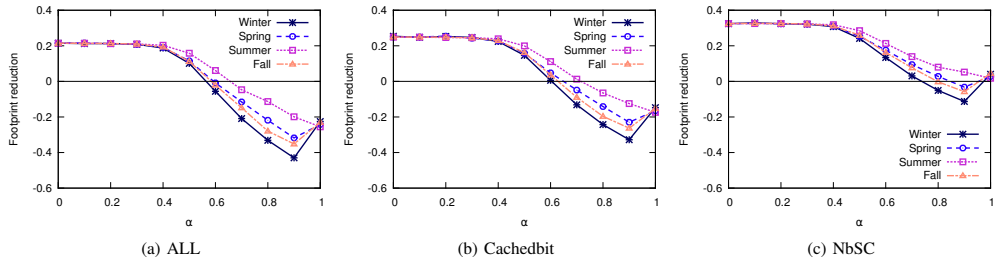 0.4
0.2
0
-0.2
-0.4
-0.6
Footprint reduction
Winter
Spring
Summer
Fall
0 0.2 0.4 0.6 0.8 1
α
(a) ALL
0.4
0.2
0
-0.2
-0.4
-0.6
Footprint reduction
Winter
Spring
Summer
Fall
0 0.2 0.4 0.6 0.8 1
α
(b) Cachedbit
0.4
0.2
0
-0.2
-0.4
-0.6
Footprint reduction
Winter
Spring
Summer
Fall
0 0.2 0.4 0.6 0.8 1
α
(c) NbSC